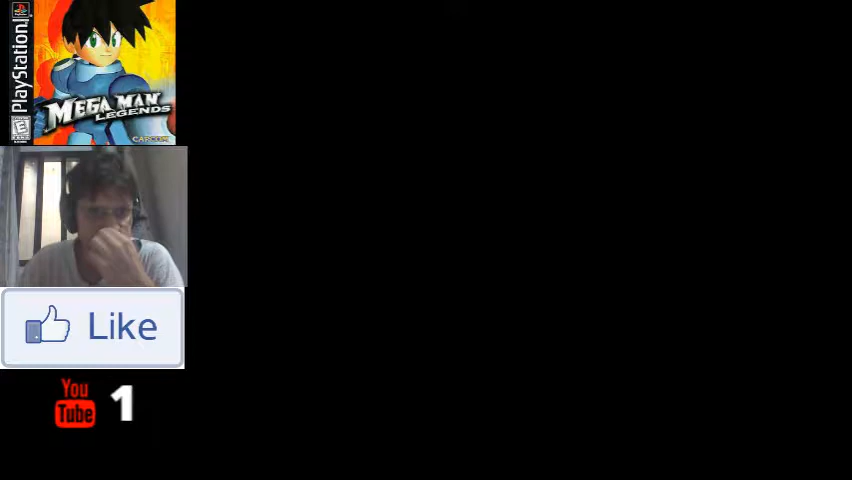 PlayStation
MEGA MAN
LEGENDS
CAPCOM
E
Like
You
Tube
1